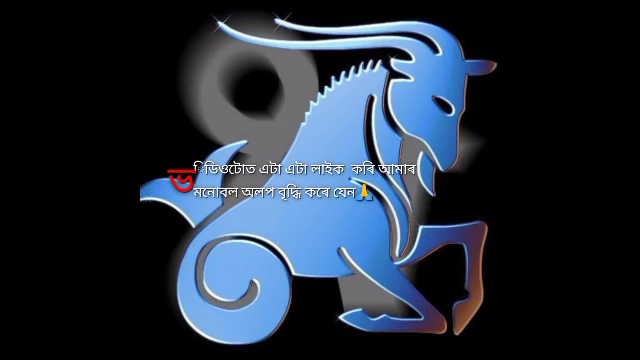 ভিডিওটোত এটা এটা লাইক কৰি আমাৰ
মনোবল অলপ বৃদ্ধি কৰে যেন🙏